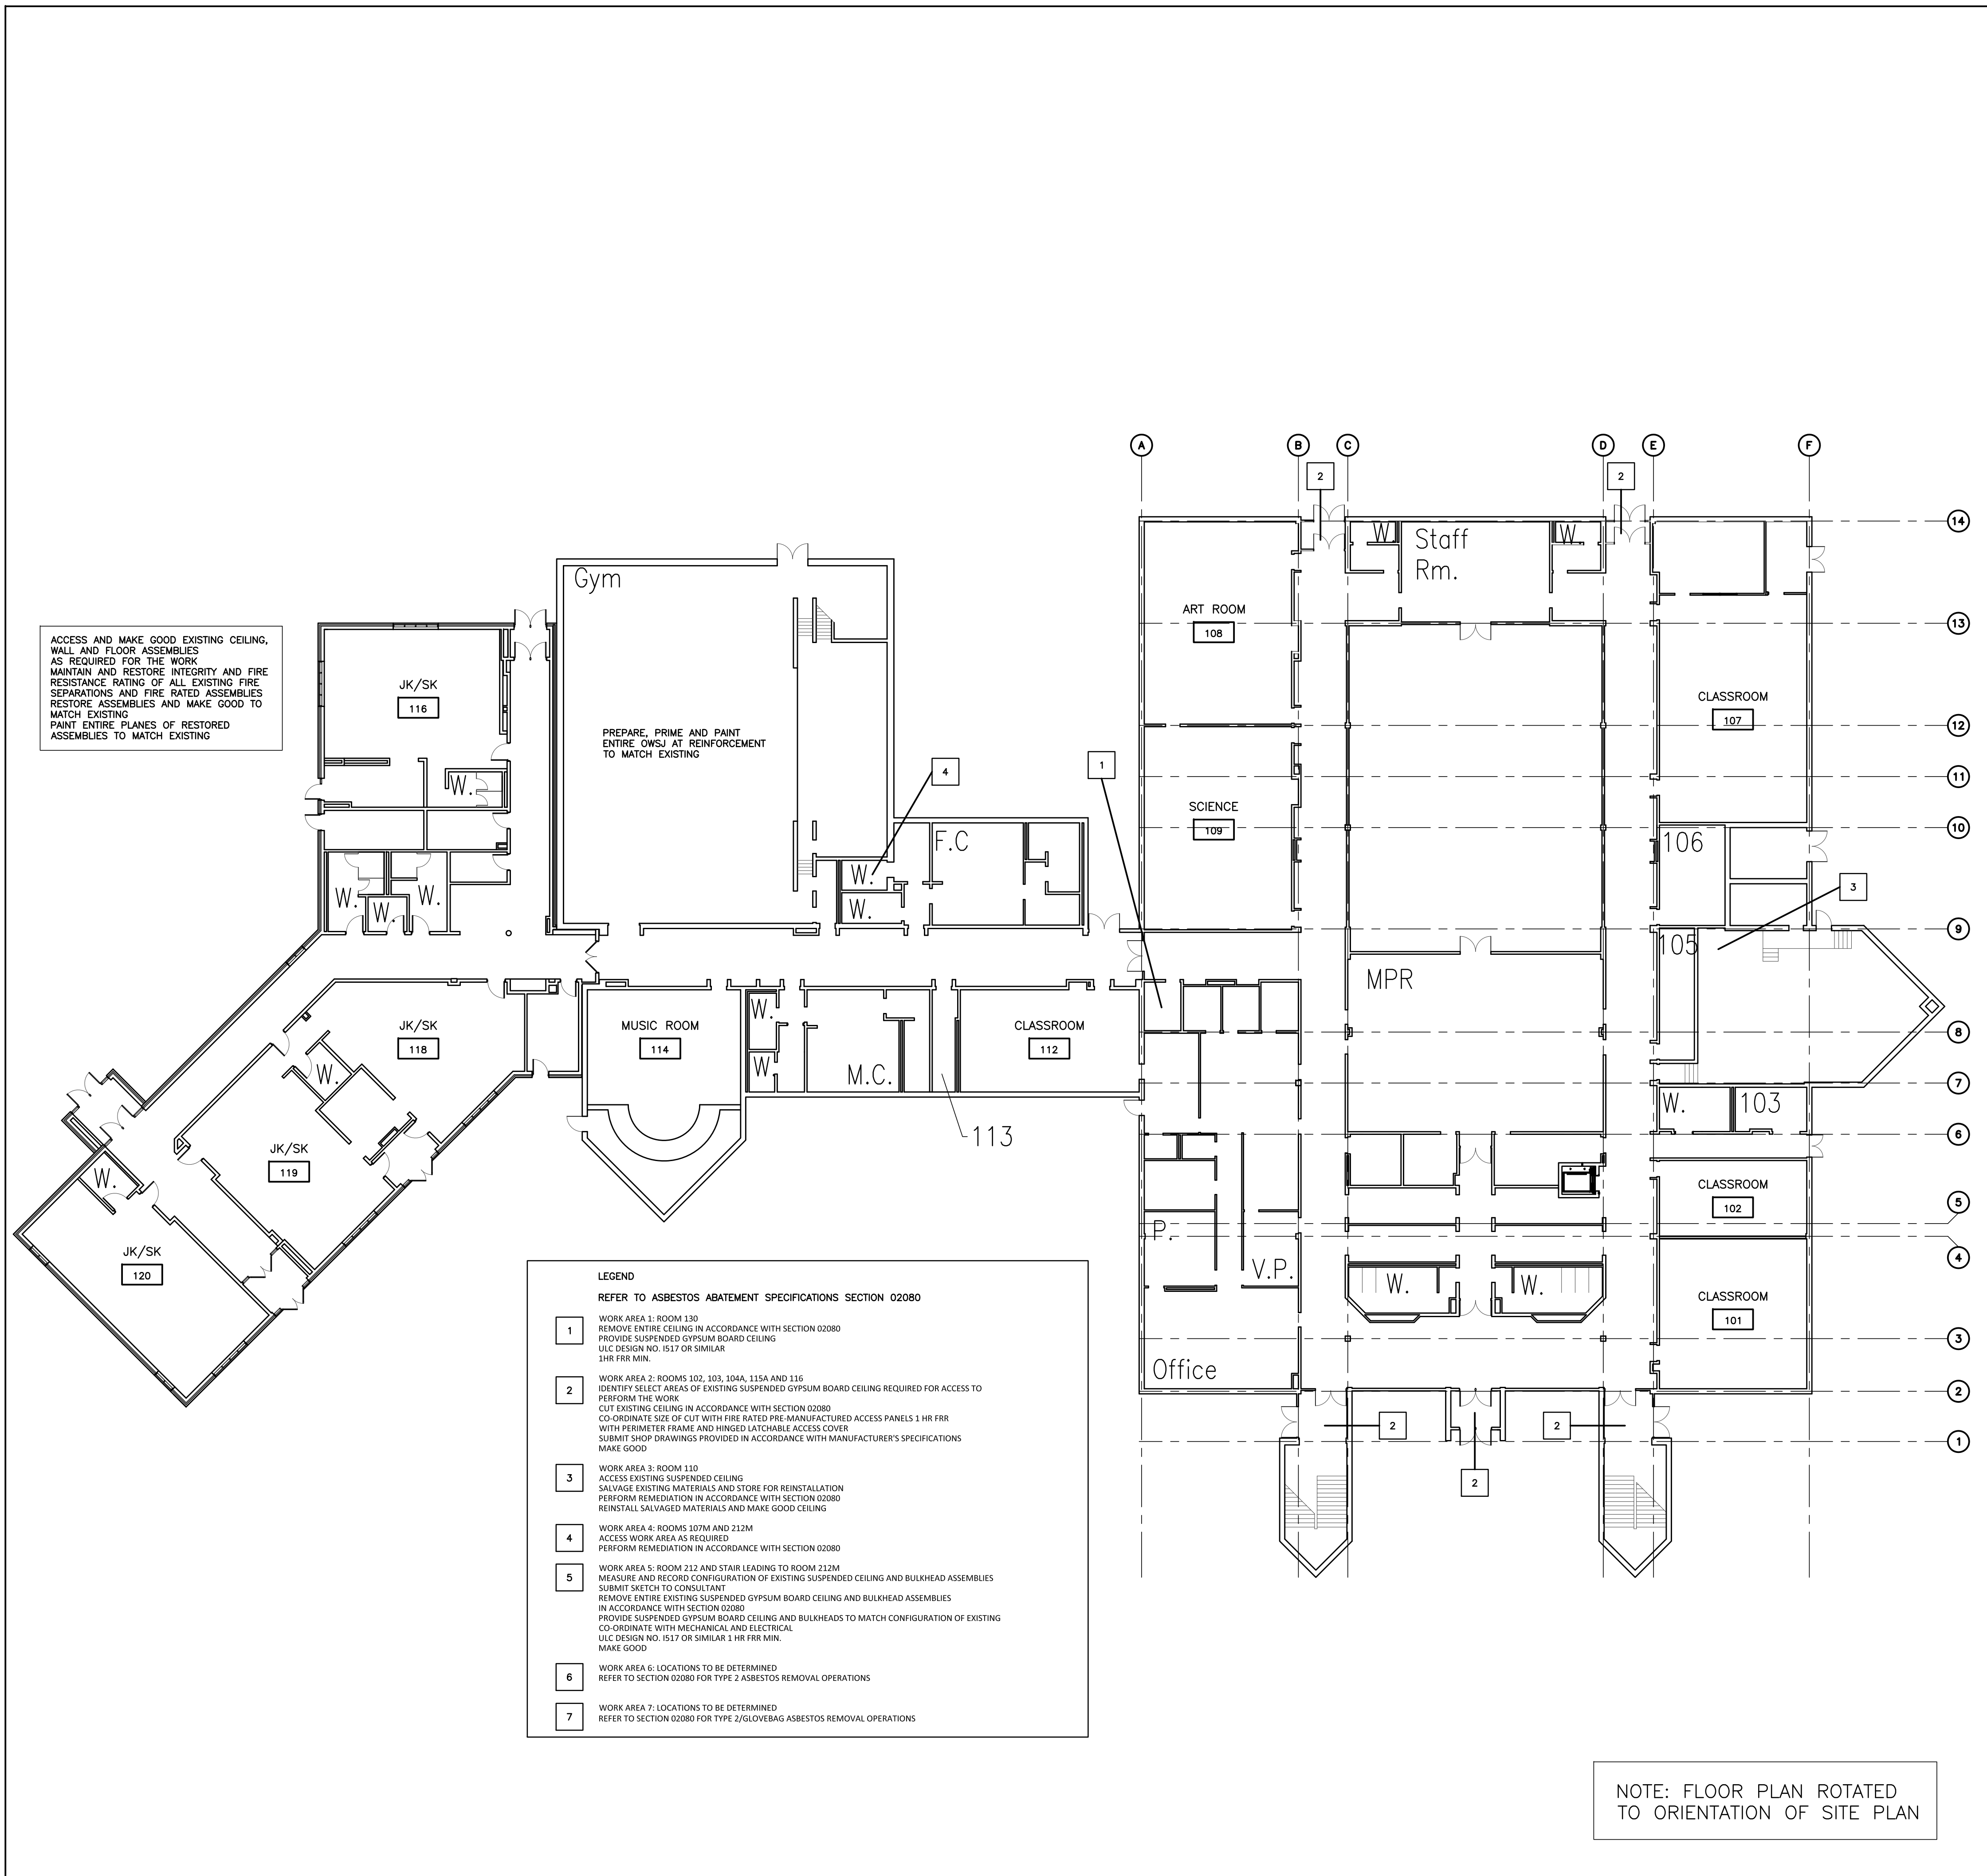 A
B
C
D
E
F
2
2
14
Gym
W.
Staff
Rm.
W.
ART ROOM
108
13
ACCESS AND MAKE GOOD EXISTING CEILING,
WALL AND FLOOR ASSEMBLIES
AS REQUIRED FOR THE WORK
MAINTAIN AND RESTORE INTEGRITY AND FIRE
RESISTANCE RATING OF ALL EXISTING FIRE
SEPARATIONS AND FIRE RATED ASSEMBLIES
RESTORE ASSEMBLIES AND MAKE GOOD TO
MATCH EXISTING
PAINT ENTIRE PLANES OF RESTORED
ASSEMBLIES TO MATCH EXISTING
JK/SK
116
CLASSROOM
107
PREPARE, PRIME AND PAINT
ENTIRE OWSJ AT REINFORCEMENT
TO MATCH EXISTING
12
4
1
11
W.
SCIENCE
109
10
F.C
106
W.
W.
W.
W.
W.
3
9
105
MPR
W.
JK/SK
118
MUSIC ROOM
114
CLASSROOM
112
8
W.
W.
M.C.
7
W.
103
113
6
JK/SK
119
W.
CLASSROOM
102
5
P.
JK/SK
120
V.P.
4
W.
W.
CLASSROOM
101
3
Office
2
2
2
1
2
LEGEND
REFER TO ASBESTOS ABATEMENT SPECIFICATIONS SECTION 02080
1
WORK AREA 1: ROOM 130
REMOVE ENTIRE CEILING IN ACCORDANCE WITH SECTION 02080
PROVIDE SUSPENDED GYPSUM BOARD CEILING
ULC DESIGN NO. I517 OR SIMILAR
1HR FRR MIN.
2
WORK AREA 2: ROOMS 102, 103, 104A, 115A AND 116
IDENTIFY SELECT AREAS OF EXISTING SUSPENDED GYPSUM BOARD CEILING REQUIRED FOR ACCESS TO
PERFORM THE WORK
CUT EXISTING CEILING IN ACCORDANCE WITH SECTION 02080
CO-ORDINATE SIZE OF CUT WITH FIRE RATED PRE-MANUFACTURED ACCESS PANELS 1 HR FRR
WITH PERIMETER FRAME AND HINGED LATCHABLE ACCESS COVER
SUBMIT SHOP DRAWINGS PROVIDED IN ACCORDANCE WITH MANUFACTURER'S SPECIFICATIONS
MAKE GOOD
3
WORK AREA 3: ROOM 110
ACCESS EXISTING SUSPENDED CEILING
SALVAGE EXISTING MATERIALS AND STORE FOR REINSTALLATION
PERFORM REMEDIATION IN ACCORDANCE WITH SECTION 02080
REINSTALL SALVAGED MATERIALS AND MAKE GOOD CEILING
4
WORK AREA 4: ROOMS 107M AND 212M
ACCESS WORK AREA AS REQUIRED
PERFORM REMEDIATION IN ACCORDANCE WITH SECTION 02080
5
WORK AREA 5: ROOM 212 AND STAIR LEADING TO ROOM 212M
MEASURE AND RECORD CONFIGURATION OF EXISTING SUSPENDED CEILING AND BULKHEAD ASSEMBLIES
SUBMIT SKETCH TO CONSULTANT
REMOVE ENTIRE EXISTING SUSPENDED GYPSUM BOARD CEILING AND BULKHEAD ASSEMBLIES
IN ACCORDANCE WITH SECTION 02080
PROVIDE SUSPENDED GYPSUM BOARD CEILING AND BULKHEADS TO MATCH CONFIGURATION OF EXISTING
CO-ORDINATE WITH MECHANICAL AND ELECTRICAL
ULC DESIGN NO. I517 OR SIMILAR 1 HR FRR MIN.
MAKE GOOD
6
WORK AREA 6: LOCATIONS TO BE DETERMINED
REFER TO SECTION 02080 FOR TYPE 2 ASBESTOS REMOVAL OPERATIONS
7
WORK AREA 7: LOCATIONS TO BE DETERMINED
REFER TO SECTION 02080 FOR TYPE 2/GLOVEBAG ASBESTOS REMOVAL OPERATIONS
NOTE: FLOOR PLAN ROTATED
TO ORIENTATION OF SITE PLAN